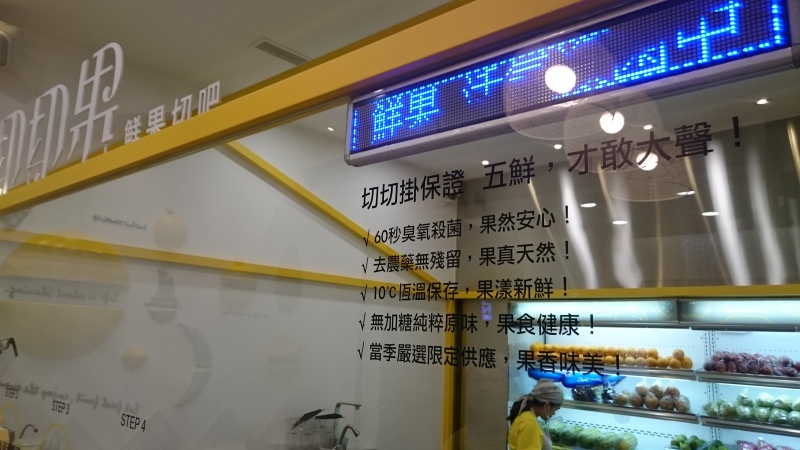 切切果
鮮果切吧
鮮果
切切掛保證 五鮮，才敢大聲！
√ 60秒臭氧殺菌，果然安心！
√ 去農藥無殘留，果真天然！
√ 10℃恆溫保存，果漾新鮮！
√ 無加糖純粹原味，果食健康！
√ 當季嚴選限定供應，果香味美！
STEP 3
STEP 4